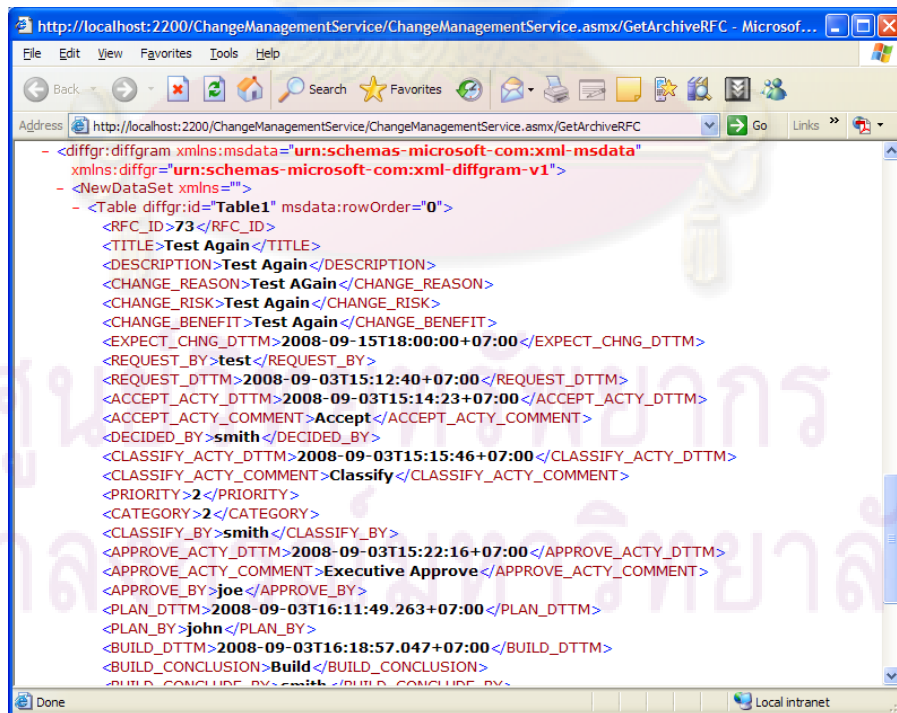 http://localhost:2200/ChangeManagementService/ChangeManagementService.asmx/GetArchiveRFC - Microsof...
File Edit View Favorites Tools Help
Back Search Favorites
Address http://localhost:2200/ChangeManagementService/ChangeManagementService.asmx/GetArchiveRFC Go Links »
- <diffgr:diffgram xmlns:msdata="urn:schemas-microsoft-com:xml-msdata"
xmlns:diffgr="urn:schemas-microsoft-com:xml-diffgram-v1">
- <NewDataSet xmlns="">
- <Table diffgr:id="Table1" msdata:rowOrder="0">
<RFC_ID>73</RFC_ID>
<TITLE>Test Again</TITLE>
<DESCRIPTION>Test Again</DESCRIPTION>
<CHANGE_REASON>Test AGain</CHANGE_REASON>
<CHANGE_RISK>Test Again</CHANGE_RISK>
<CHANGE_BENEFIT>Test Again</CHANGE_BENEFIT>
<EXPECT_CHNG_DTTM>2008-09-15T18:00:00+07:00</EXPECT_CHNG_DTTM>
<REQUEST_BY>test</REQUEST_BY>
<REQUEST_DTTM>2008-09-03T15:12:40+07:00</REQUEST_DTTM>
<ACCEPT_ACTY_DTTM>2008-09-03T15:14:23+07:00</ACCEPT_ACTY_DTTM>
<ACCEPT_ACTY_COMMENT>Accept</ACCEPT_ACTY_COMMENT>
<DECIDED_BY>smith</DECIDED_BY>
<CLASSIFY_ACTY_DTTM>2008-09-03T15:15:46+07:00</CLASSIFY_ACTY_DTTM>
<CLASSIFY_ACTY_COMMENT>Classify</CLASSIFY_ACTY_COMMENT>
<PRIORITY>2</PRIORITY>
<CATEGORY>2</CATEGORY>
<CLASSIFY_BY>smith</CLASSIFY_BY>
<APPROVE_ACTY_DTTM>2008-09-03T15:22:16+07:00</APPROVE_ACTY_DTTM>
<APPROVE_ACTY_COMMENT>Executive Approve</APPROVE_ACTY_COMMENT>
<APPROVE_BY>joe</APPROVE_BY>
<PLAN_DTTM>2008-09-03T16:11:49.263+07:00</PLAN_DTTM>
<PLAN_BY>john</PLAN_BY>
<BUILD_DTTM>2008-09-03T16:18:57.047+07:00</BUILD_DTTM>
<BUILD_CONCLUSION>Build</BUILD_CONCLUSION>
<BUILD_CONCLUDE_BY>smith</BUILD_CONCLUDE_BY>
Done Local intranet